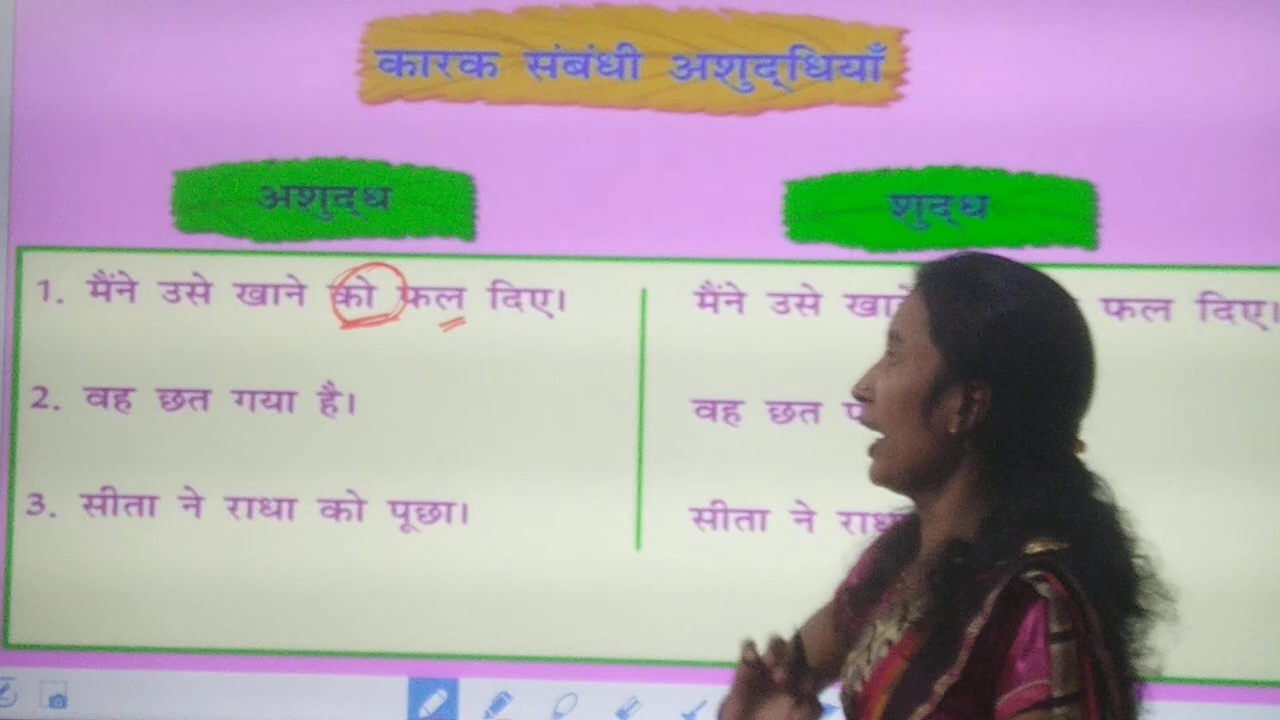 कारक संबंधी अशुद्धियाँ
अशुद्ध
शुद्ध
1. मैंने उसे खाने को फल दिए।
मैंने उसे फल दिए।
2. वह छत गया है।
वह छत
3. सीता ने राधा को पूछा।
सीता ने